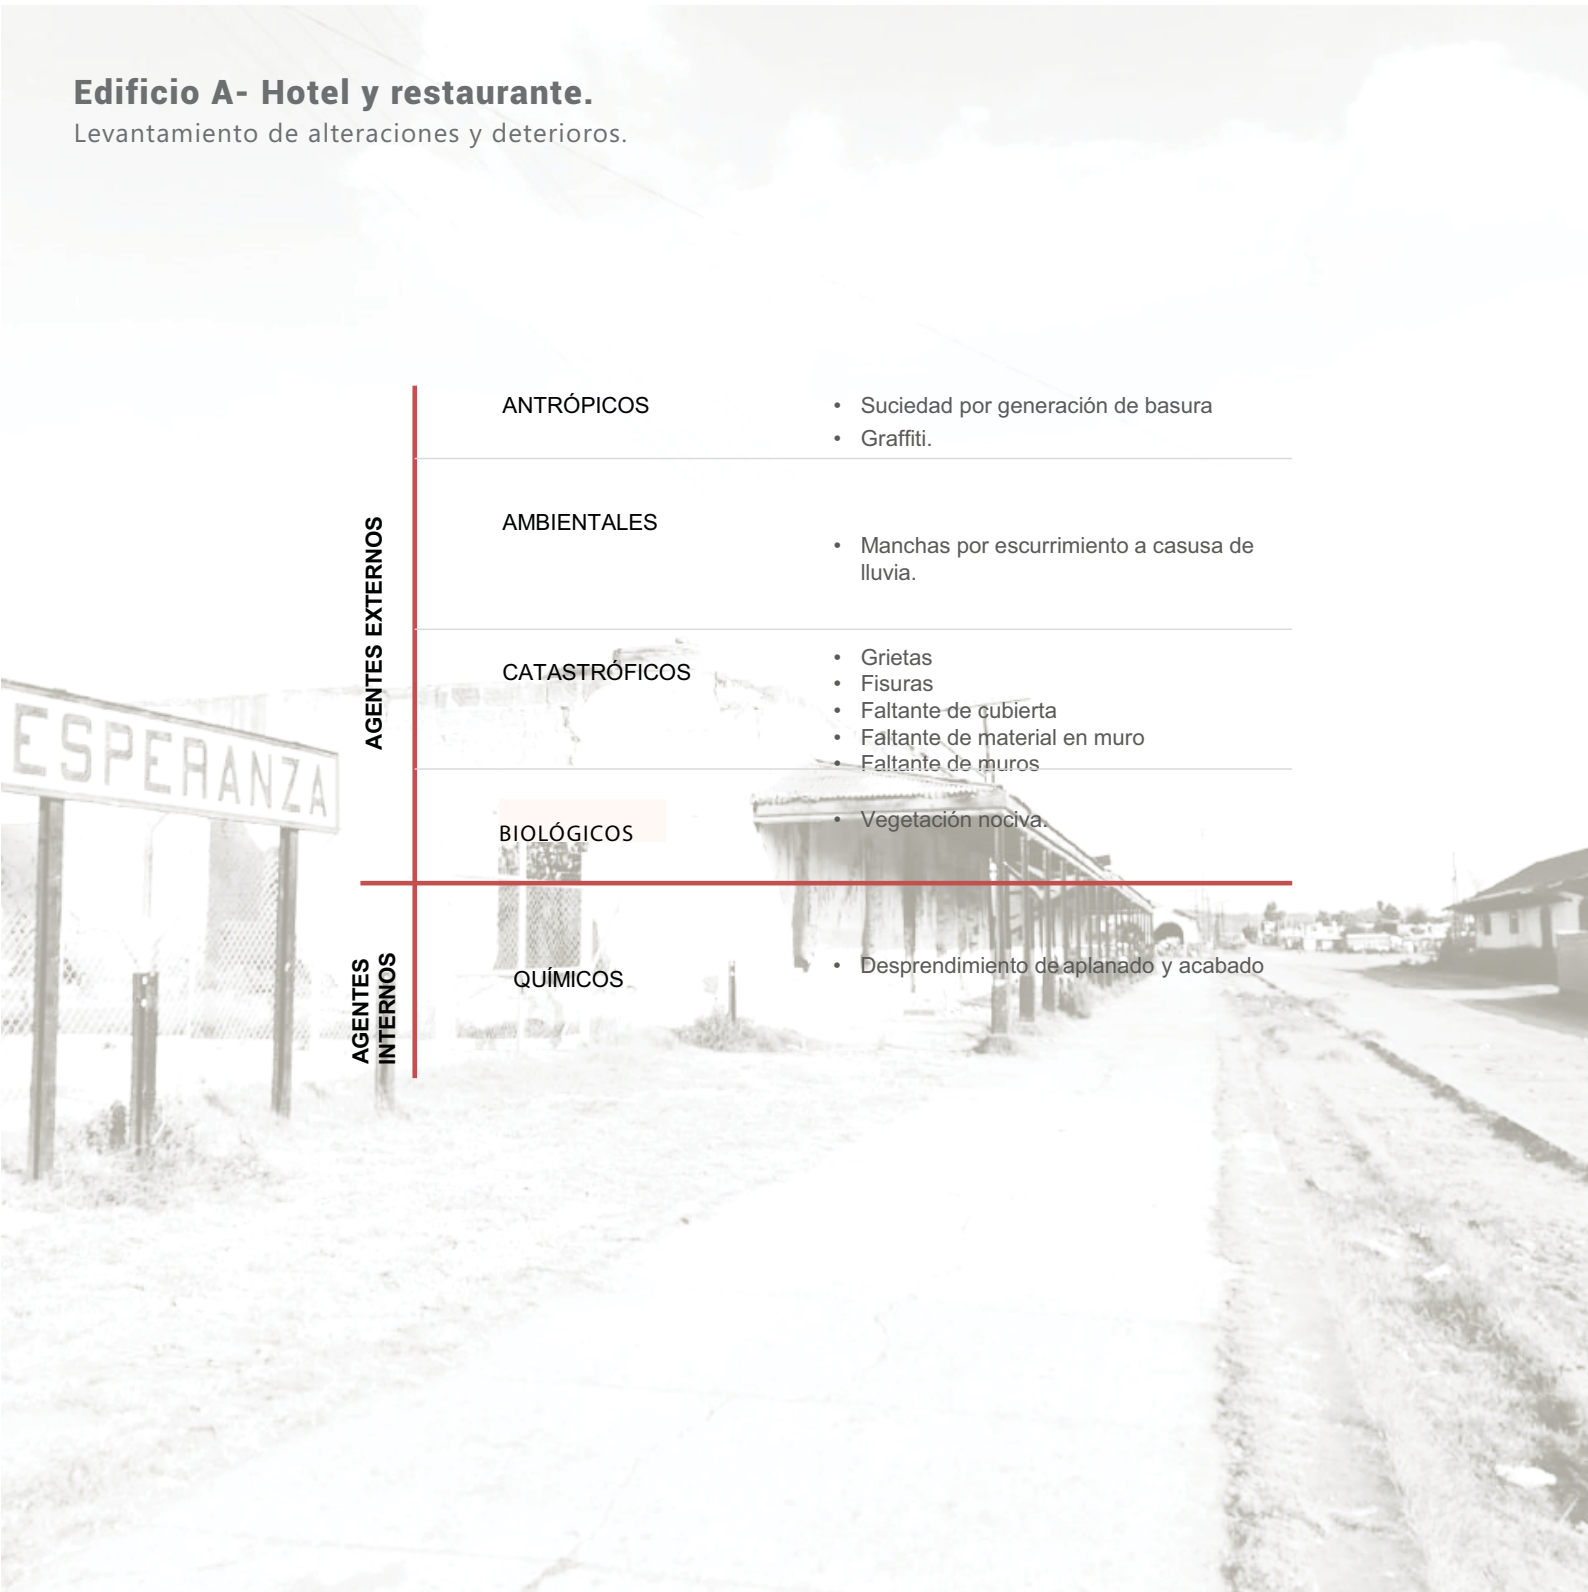 Edificio A- Hotel y restaurante.
Levantamiento de alteraciones y deterioros.
AGENTES EXTERNOS
ANTRÓPICOS
• Suciedad por generación de basura
• Graffiti.
AMBIENTALES
• Manchas por escurrimiento a casusa de
lluvia.
CATASTRÓFICOS
• Grietas
• Fisuras
• Faltante de cubierta
• Faltante de material en muro
• Faltante de muros
BIOLÓGICOS
• Vegetación nociva.
AGENTES
INTERNOS
QUÍMICOS
• Desprendimiento de aplanado y acabado
ESPERANZA